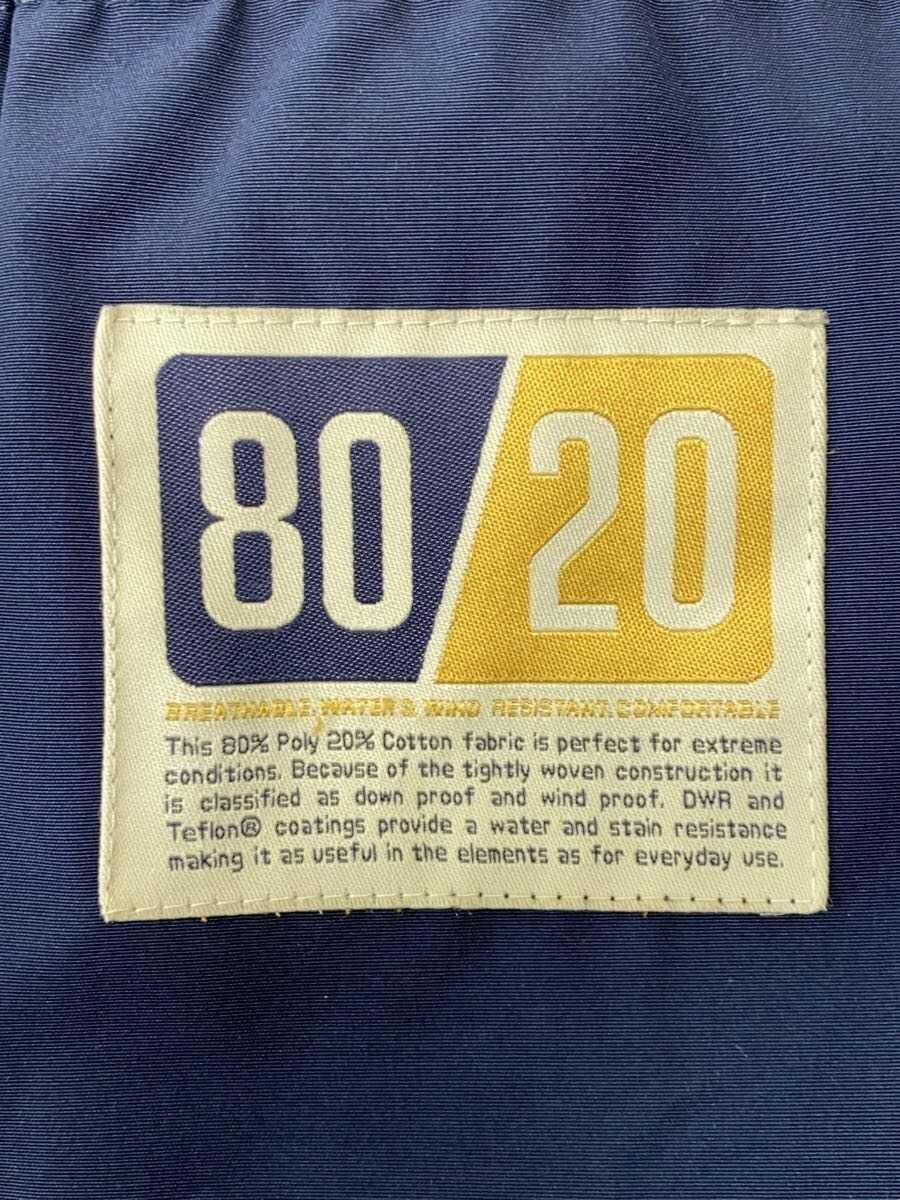 80 20
BREATHABLE, WATER & WIND RESISTANT, COMFORTABLE
This 80% Poly 20% Cotton fabric is perfect for extreme
conditions. Because of the tightly woven construction it
is classified as down proof and wind proof. DWR and
Teflon® coatings provide a water and stain resistance
making it as useful in the elements as for everyday use.